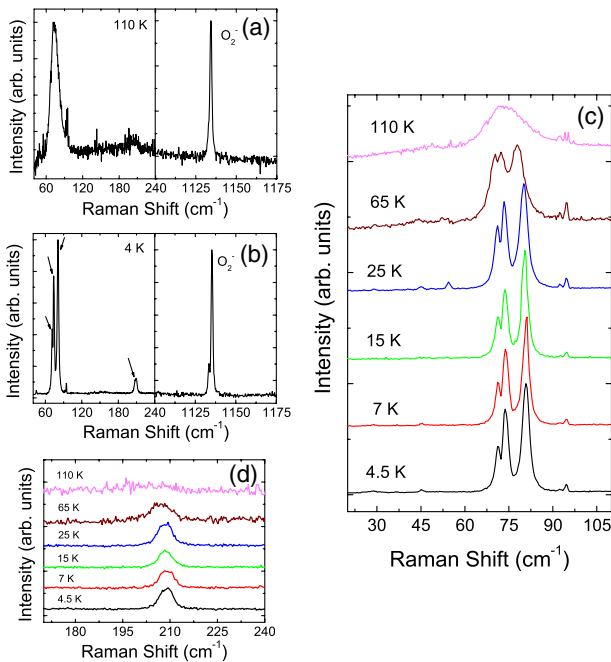 (a)
110 K
O2-
Intensity (arb. units)
60 120 180 240 1125 1150 1175
Raman Shift (cm-1)
(b)
4 K
O2-
Intensity (arb. units)
60 120 180 240 1125 1150 1175
Raman Shift (cm-1)
(c)
110 K
65 K
25 K
15 K
7 K
4.5 K
Intensity (arb. units)
30 45 60 75 90 105
Raman Shift (cm-1)
(d)
110 K
65 K
25 K
15 K
7 K
4.5 K
Intensity (arb. units)
180 195 210 225 240
Raman Shift (cm-1)